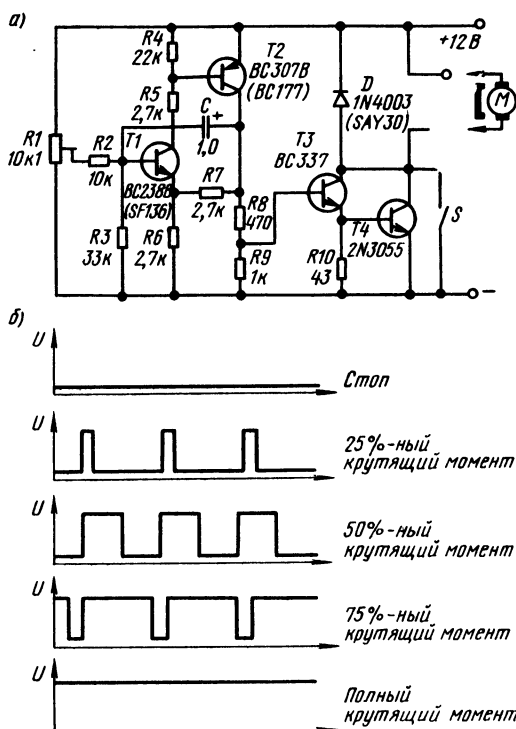 а)
R4
22к
T2
BC307B
(BC177)
+12В
R5
2,7к
D
1N4003
(SAY30)
M
C
+
1,0
R1
10к1
R2
10к
T1
BC238B
(SF136)
R7
2,7к
T3
BC337
R8
470
T4
2N3055
S
R3
33к
R6
2,7к
R9
1к
R10
43
−
б)
U
Стоп
U
25%-ный
крутящий момент
U
50%-ный
крутящий момент
U
75%-ный
крутящий момент
U
Полный
крутящий момент